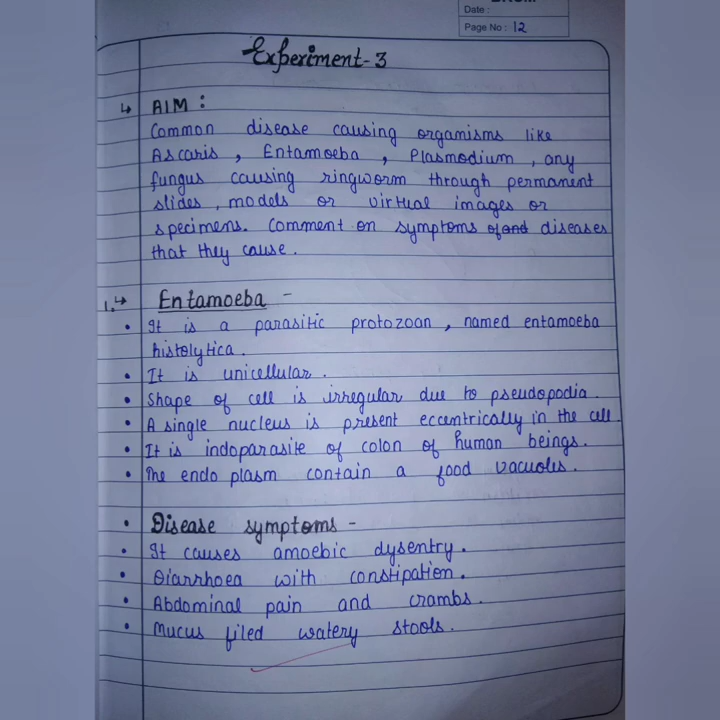 Date :
Page No : 12
Experiment-3
↳ AIM :
Common disease causing organisms like
Ascaris , Entamoeba , Plasmodium , any
fungus causing ringworm through permanent
slides , models or virtual images or
specimens. Comment on symptoms of and diseases
that they cause .
1.↳ Entamoeba -
• It is a parasitic protozoan , named entamoeba
histolytica.
• It is unicellular .
• Shape of cell is irregular due to pseudopodia.
• A single nucleus is present eccentrically in the cell.
• It is indoparasite of colon of human beings.
• The endo plasm contain a food vacuoles.
• Disease symptoms -
• It causes amoebic dysentry.
• Diarrhoea with constipation.
• Abdominal pain and crambs.
• Mucus filed watery stools.